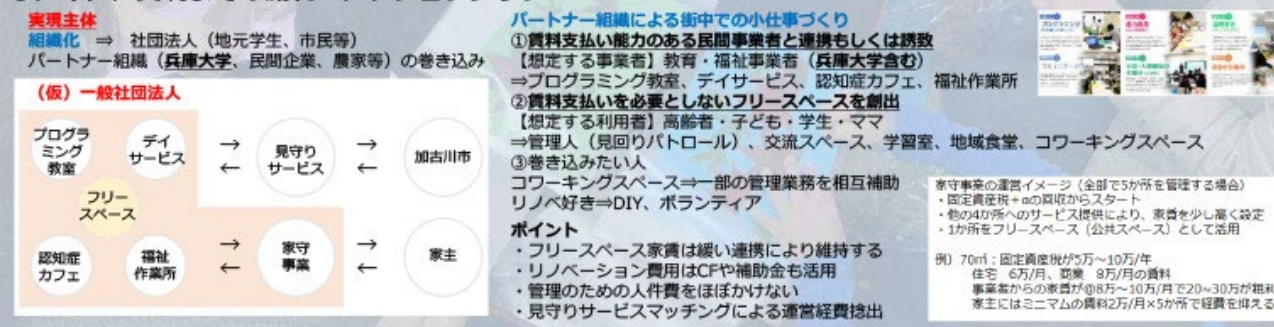 実現主体
組織化 ⇒ 社団法人（地元学生、市民等）
パートナー組織（兵庫大学、民間企業、農家等）の巻き込み
（仮）一般社団法人
プログラ
ミング
教室
デイ
サービス
フリー
スペース
認知症
カフェ
福祉
作業所
→
←
見守り
サービス
→
←
加古川市
→
←
家守
事業
→
←
家主
パートナー組織による街中での小仕事づくり
①賃料支払い能力のある民間事業者と連携もしくは誘致
【想定する事業者】教育・福祉事業者（兵庫大学含む）
⇒プログラミング教室、デイサービス、認知症カフェ、福祉作業所
②賃料支払いを必要としないフリースペースを創出
【想定する利用者】高齢者・子ども・学生・ママ
⇒管理人（見回りパトロール）、交流スペース、学習室、地域食堂、コワーキングスペース
③巻き込みたい人
コワーキングスペース⇒一部の管理業務を相互補助
リノベ好き⇒DIY、ボランティア
ポイント
・フリースペース家賃は緩い連携により維持する
・リノベーション費用はCFや補助金も活用
・管理のための人件費をほぼかけない
・見守りサービスマッチングによる運営経費捻出
プログラミング
家守事業の運営イメージ（全部で5か所を管理する場合）
・固定資産税＋αの回収からスタート
・他の4か所へのサービス提供により、家賃を少し高く設定
・1か所をフリースペース（公共スペース）として活用
例）70㎡：固定資産税が5万～10万/年
住宅 6万/月、商業 8万/月の賃料
事業者からの家賃が@8万～10万/月で20～30万が粗利
家主にはミニマムの賃料2万/月×5か所で経費を抑える